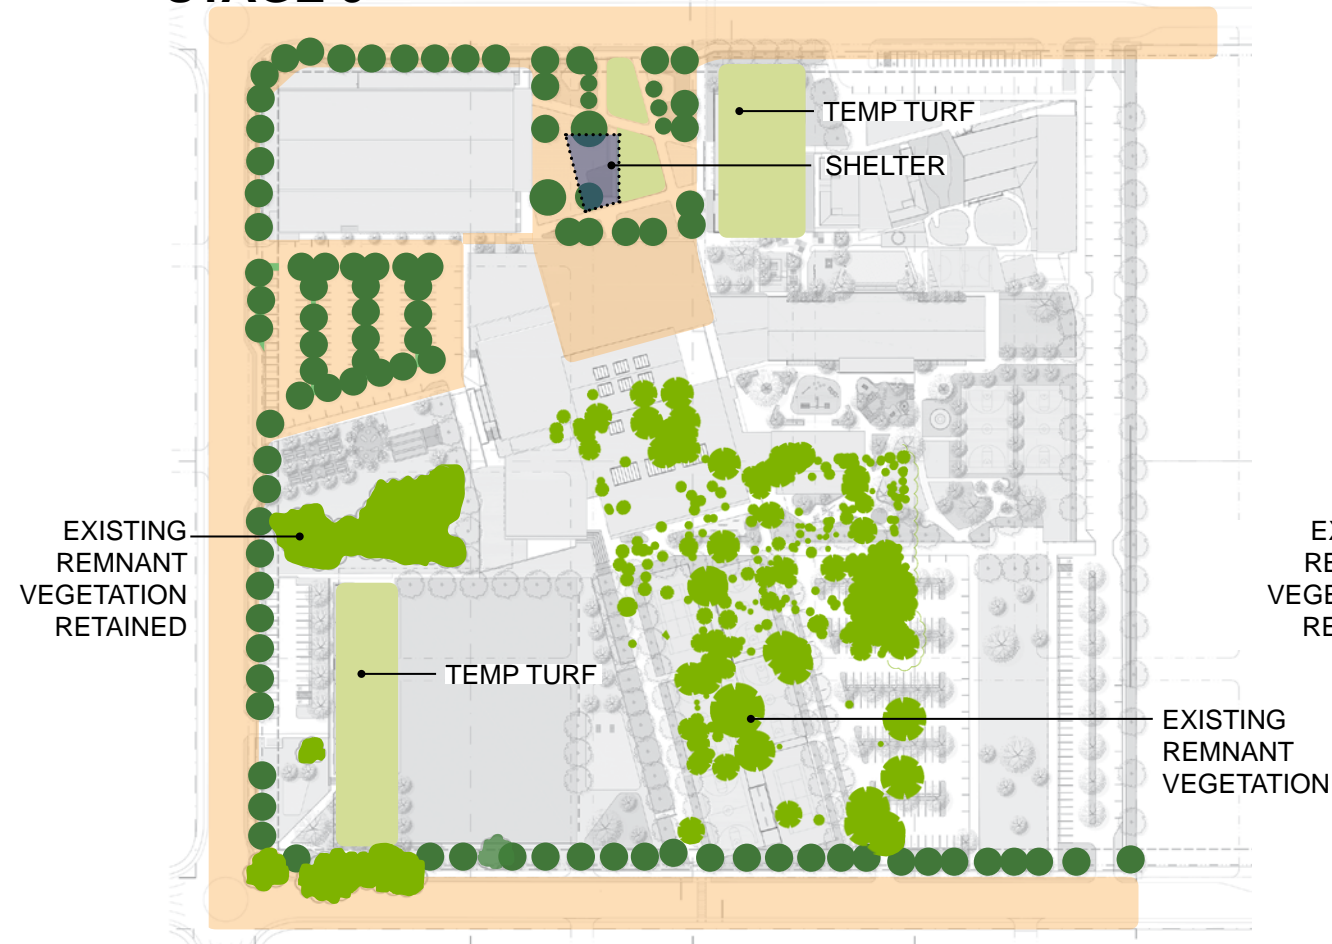 TEMP TURF
SHELTER
EXISTING
REMNANT
VEGETATION
RETAINED
TEMP TURF
EXISTING
REMNANT
VEGETATION